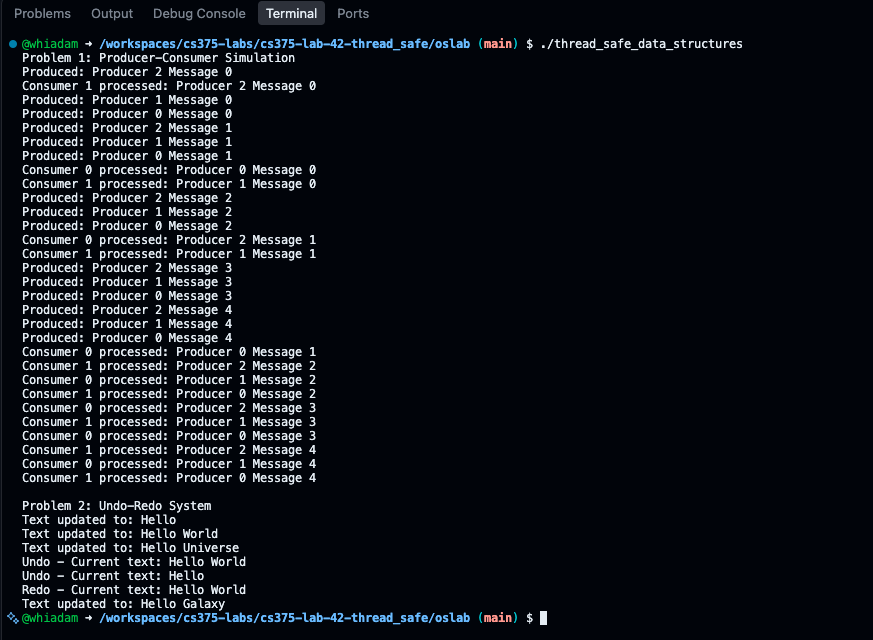 Problems Output Debug Console Terminal Ports
@whiadam → /workspaces/cs375-labs/cs375-lab-42-thread_safe/oslab (main) $ ./thread_safe_data_structures
Problem 1: Producer-Consumer Simulation
Produced: Producer 2 Message 0
Consumer 1 processed: Producer 2 Message 0
Produced: Producer 1 Message 0
Produced: Producer 0 Message 0
Produced: Producer 2 Message 1
Produced: Producer 1 Message 1
Produced: Producer 0 Message 1
Consumer 0 processed: Producer 0 Message 0
Consumer 1 processed: Producer 1 Message 0
Produced: Producer 2 Message 2
Produced: Producer 1 Message 2
Produced: Producer 0 Message 2
Consumer 0 processed: Producer 2 Message 1
Consumer 1 processed: Producer 1 Message 1
Produced: Producer 2 Message 3
Produced: Producer 1 Message 3
Produced: Producer 0 Message 3
Produced: Producer 2 Message 4
Produced: Producer 1 Message 4
Produced: Producer 0 Message 4
Consumer 0 processed: Producer 0 Message 1
Consumer 1 processed: Producer 2 Message 2
Consumer 0 processed: Producer 1 Message 2
Consumer 1 processed: Producer 0 Message 2
Consumer 0 processed: Producer 2 Message 3
Consumer 1 processed: Producer 1 Message 3
Consumer 0 processed: Producer 0 Message 3
Consumer 1 processed: Producer 2 Message 4
Consumer 0 processed: Producer 1 Message 4
Consumer 1 processed: Producer 0 Message 4
Problem 2: Undo-Redo System
Text updated to: Hello
Text updated to: Hello World
Text updated to: Hello Universe
Undo - Current text: Hello World
Undo - Current text: Hello
Redo - Current text: Hello World
Text updated to: Hello Galaxy
@whiadam → /workspaces/cs375-labs/cs375-lab-42-thread_safe/oslab (main) $